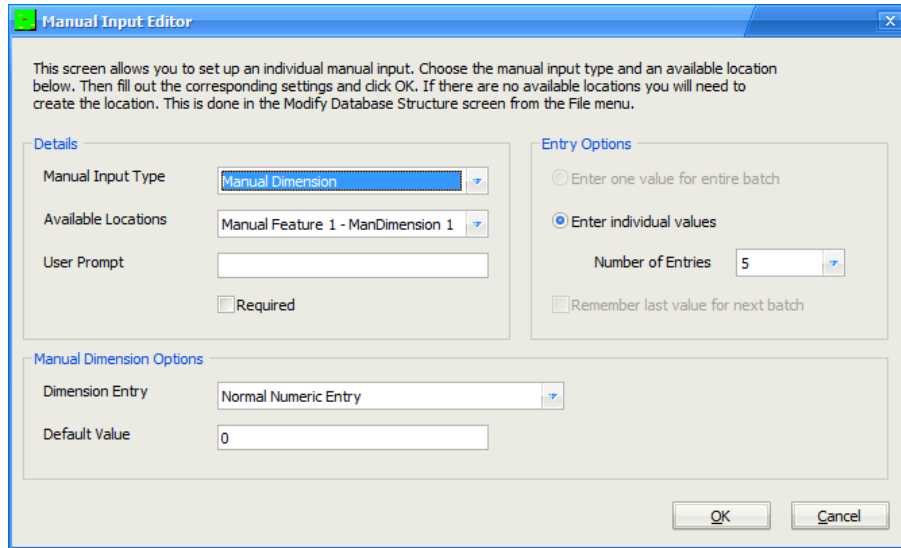 Manual Input Editor
This screen allows you to set up an individual manual input. Choose the manual input type and an available location
below. Then fill out the corresponding settings and click OK. If there are no available locations you will need to
create the location. This is done in the Modify Database Structure screen from the File menu.
Details
Manual Input Type
Manual Dimension
Available Locations
Manual Feature 1 - ManDimension 1
User Prompt
Required
Entry Options
Enter one value for entire batch
Enter individual values
Number of Entries
5
Remember last value for next batch
Manual Dimension Options
Dimension Entry
Normal Numeric Entry
Default Value
0
OK
Cancel